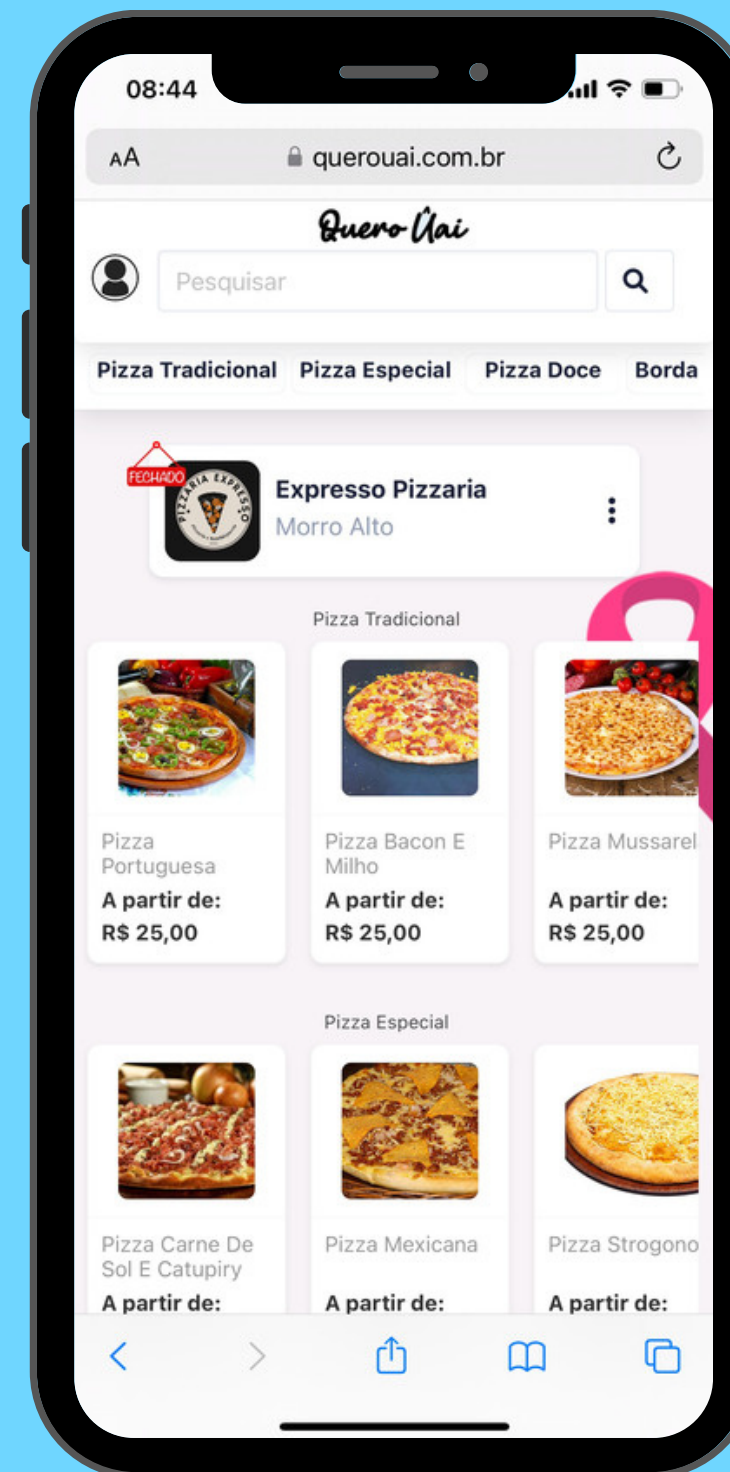 08:44
AA
querouai.com.br
Quero Ûai
Pesquisar
Pizza Tradicional Pizza Especial Pizza Doce Borda
FECHADO
PIZZARIA EXPRESSO
Expresso Pizzaria
Morro Alto
Pizza Tradicional
Pizza
Portuguesa
A partir de:
R$ 25,00
Pizza Bacon E
Milho
A partir de:
R$ 25,00
Pizza Mussarel
A partir de:
R$ 25,00
Pizza Especial
Pizza Carne De
Sol E Catupiry
A partir de:
Pizza Mexicana
A partir de:
Pizza Strogono
A partir de: